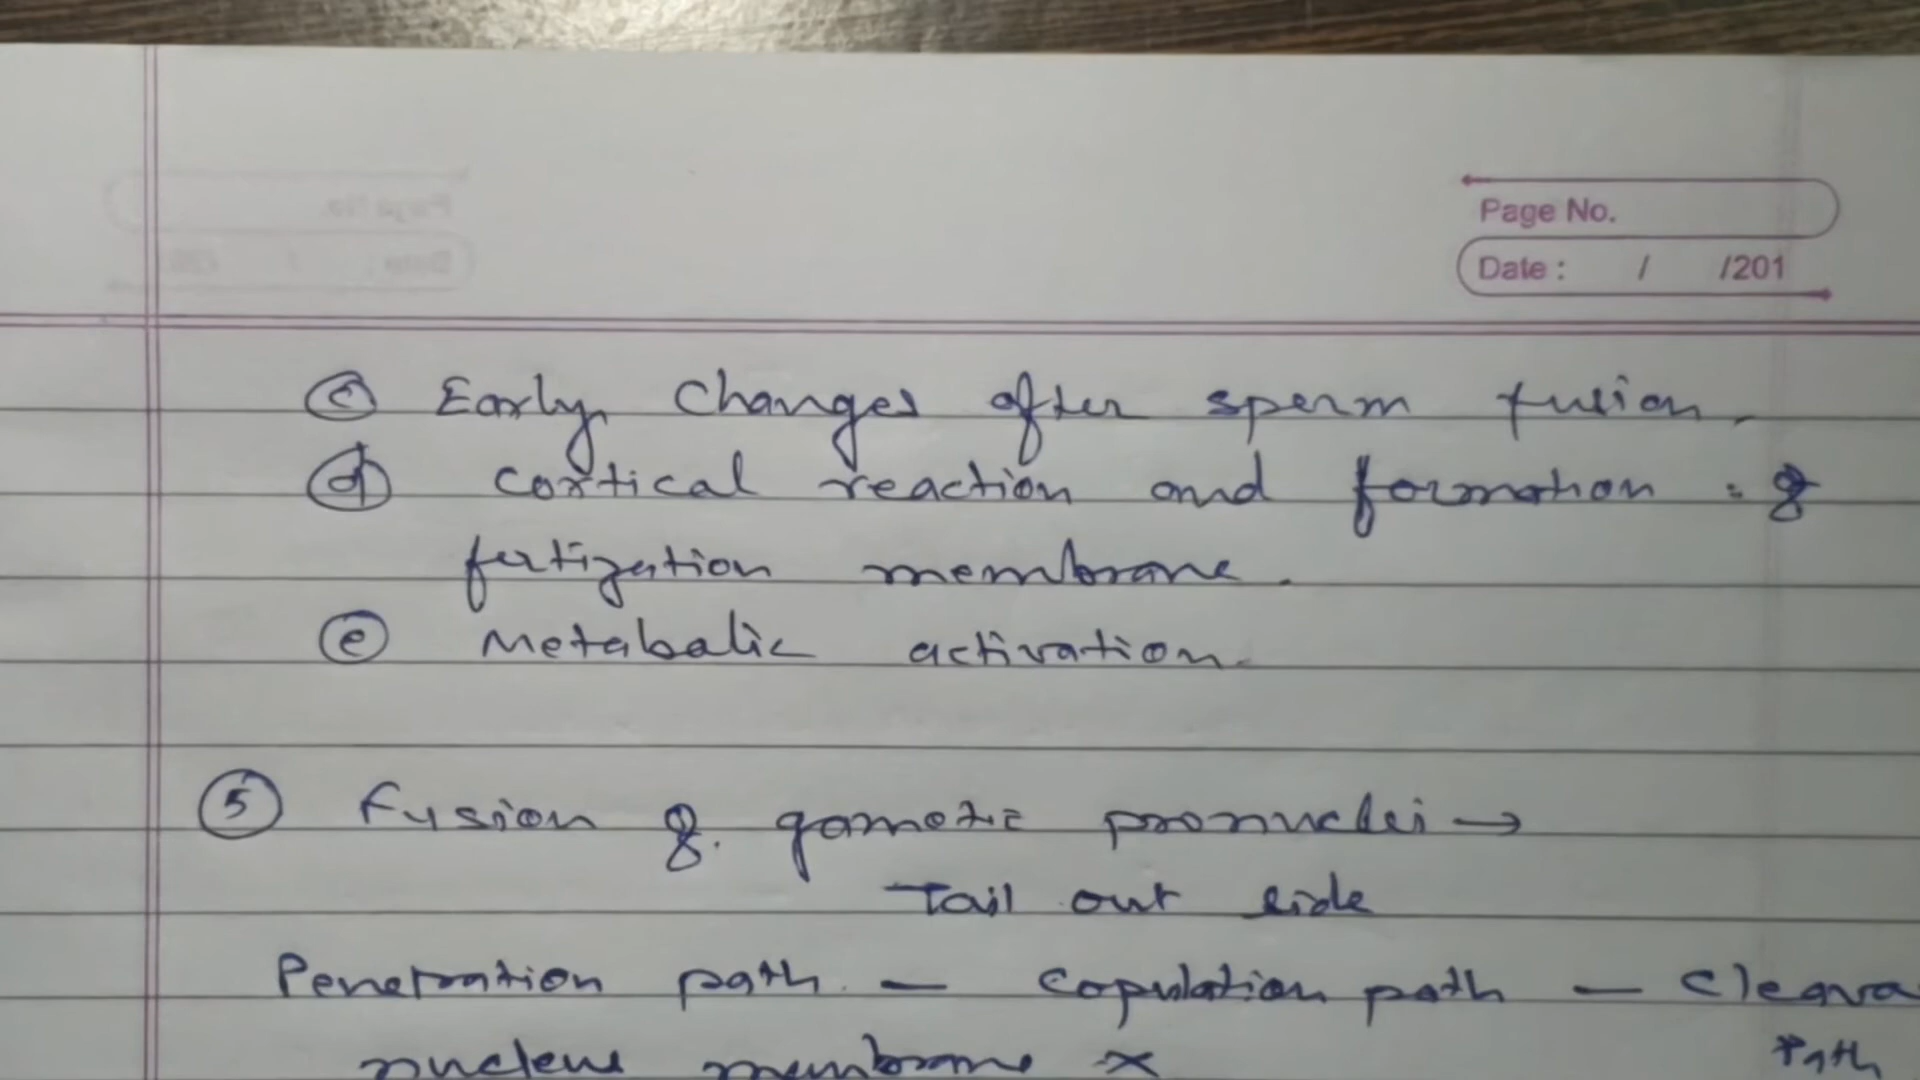 Page No.
Date : / /201
(c) Early changes after sperm fusion.
(d) cortical reaction and formation of
fertization membrane.
(e) Metabolic activation.
(5) Fusion of gametic pronuclei →
Tail out side
Penetration path - copulation path - cleava
Path
nucleus membrane ×